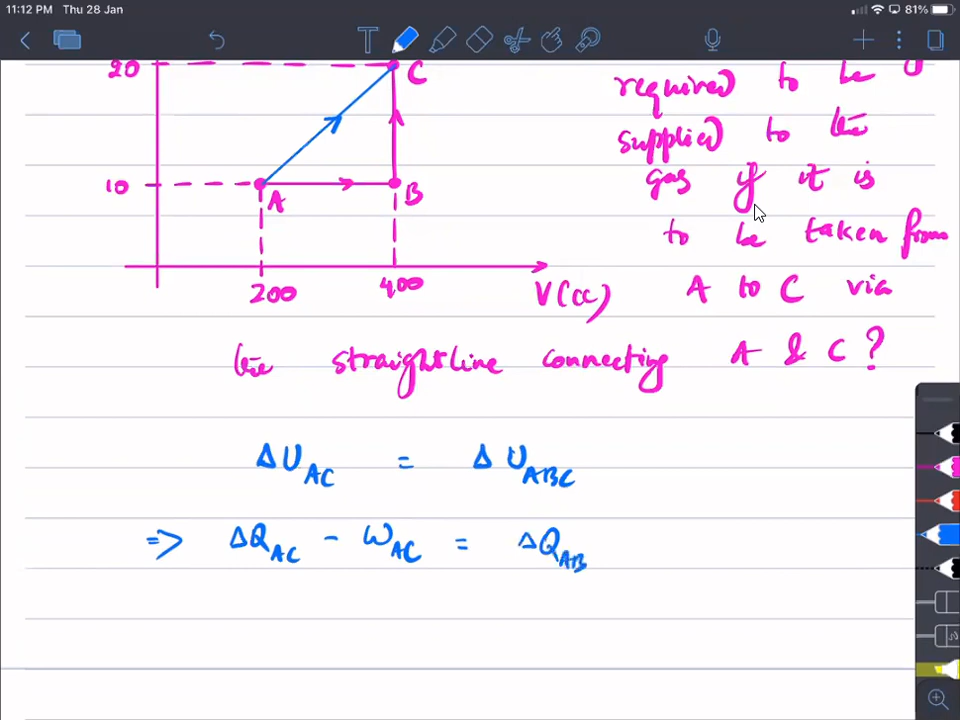 11:12 PM Thu 28 Jan
81%
T
20
C
10
A
B
200
400
V(cc)
required to be
supplied to the
gas if it is
to be taken from
A to C via
the straightline connecting A & C ?
ΔU_AC = ΔU_ABC
=> ΔQ_AC - W_AC = ΔQ_AB